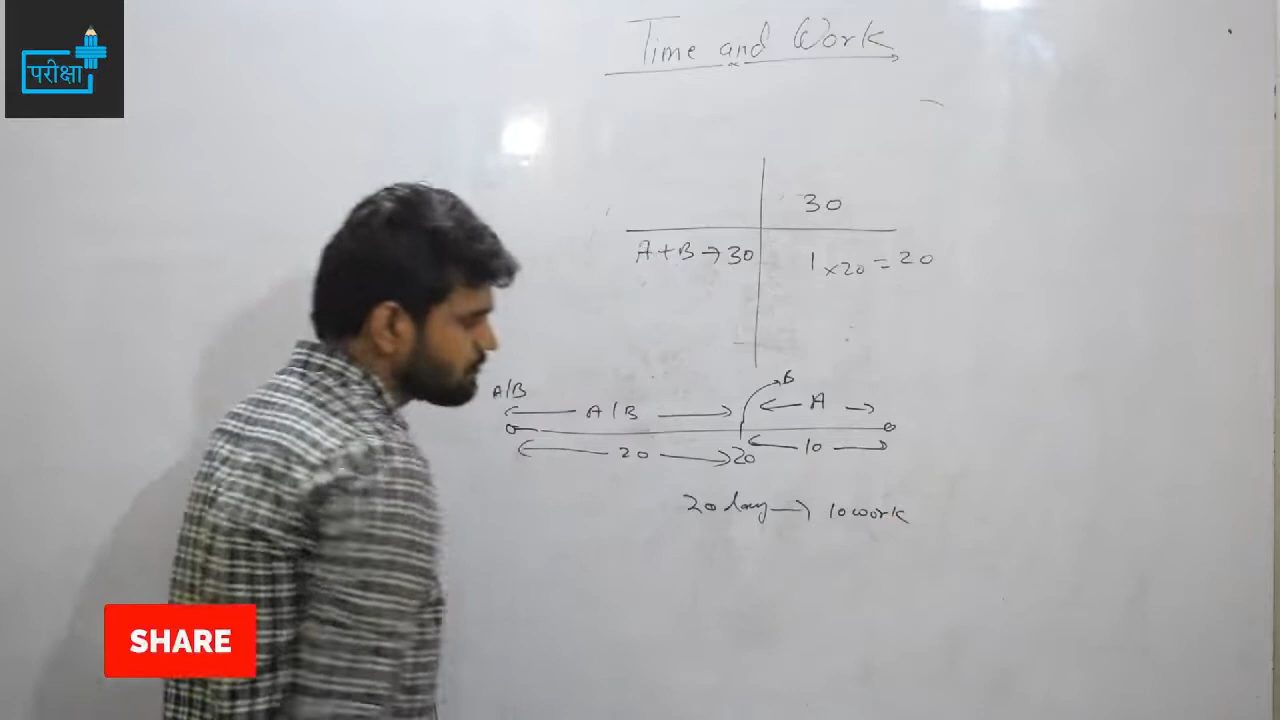 परीक्षा
Time and Work
30
A+B→30
1×20=20
A/B
A/B
B
A
20
20
10
20 day → 10 work
SHARE